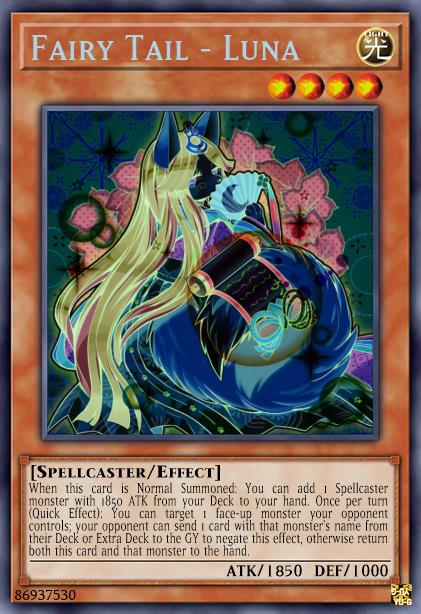 Fairy Tail - Luna
LIGHT
光
[Spellcaster/Effect]
When this card is Normal Summoned: You can add 1 Spellcaster
monster with 1850 ATK from your Deck to your hand. Once per turn
(Quick Effect): You can target 1 face-up monster your opponent
controls; your opponent can send 1 card with that monster's name from
their Deck or Extra Deck to the GY to negate this effect, otherwise return
both this card and that monster to the hand.
ATK/1850 DEF/1000
86937530